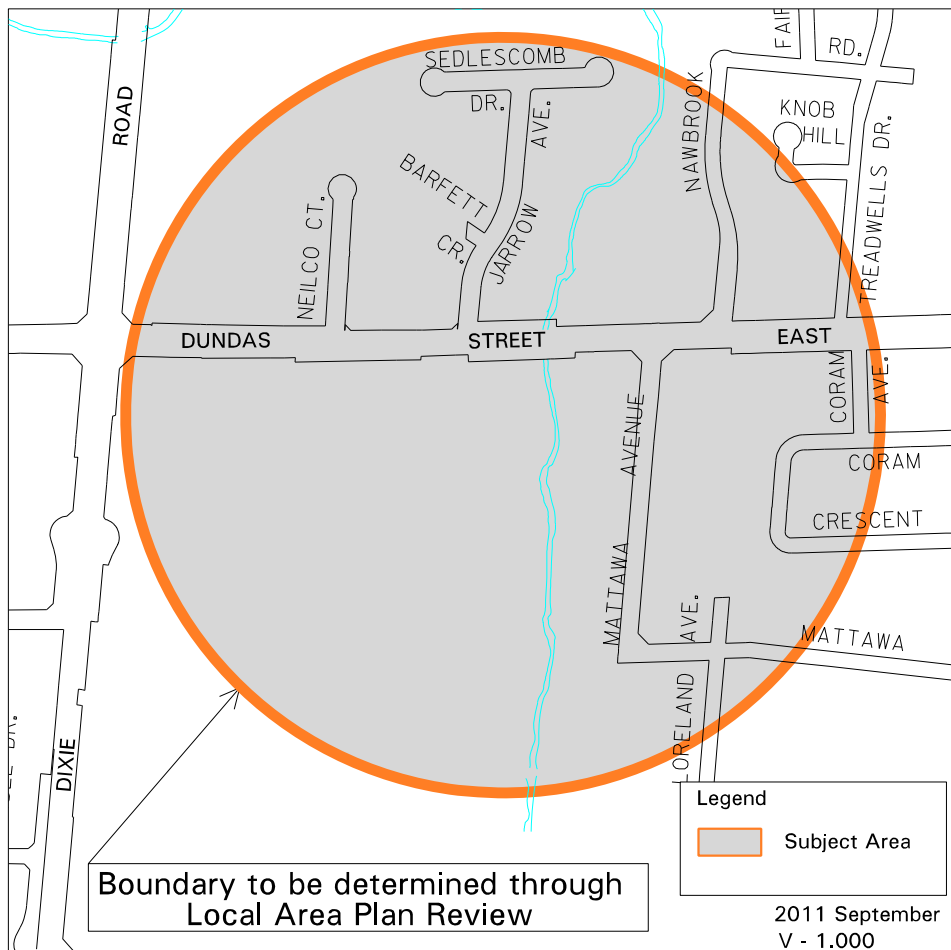 SEDLESCOMB
DR.
AVE.
FAIR
RD.
KNOB
HILL
ROAD
NAWBROOK
TREADWELLS DR.
BARFETT
CR.
JARROW
NEILCO CT.
DUNDAS STREET EAST
CORAM
AVE.
AVENUE
MATTAWA
CORAM
CRESCENT
AVE.
MATTAWA
LORELAND
DIXIE
DR.
Legend
Subject Area
Boundary to be determined through
Local Area Plan Review
2011 September
V - 1.000